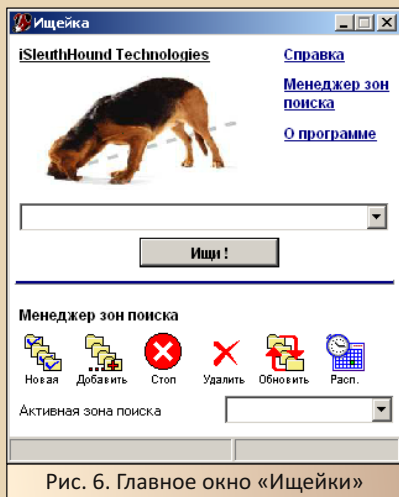 Ищейка
iSleuthHound Technologies
Справка
Менеджер зон
поиска
О программе
Ищи !
Менеджер зон поиска
Новая Добавить Стоп Удалить Обновить Расп.
Активная зона поиска
Рис. 6. Главное окно «Ищейки»